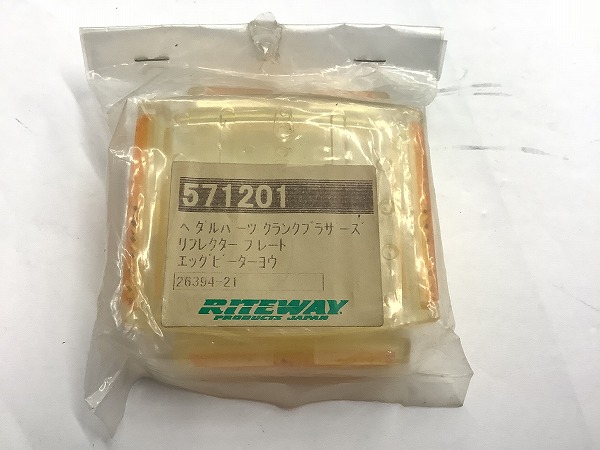 571201
ペダルパーツ クランクブラザーズ
リフレクター プレート
エッグビーターヨウ
26394-21
RITEWAY
PRODUCTS JAPAN